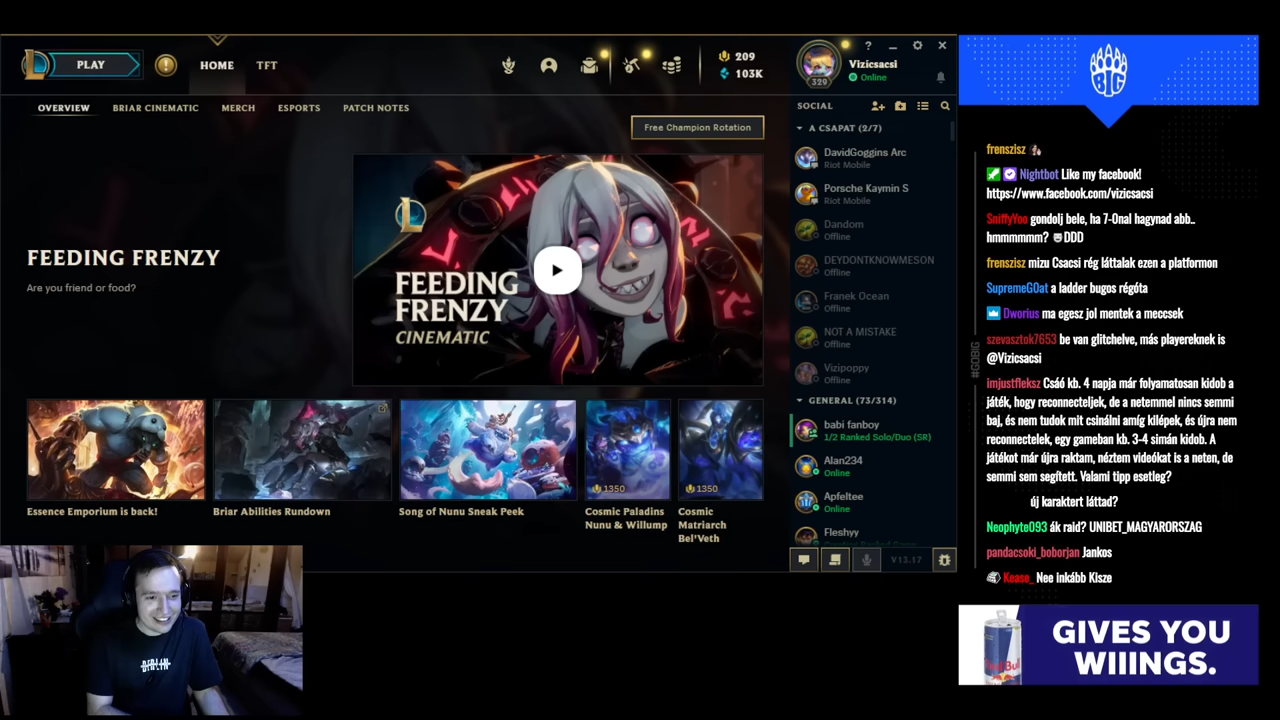 PLAY
HOME
TFT
209
103K
329
Vizicsacsi
Online
OVERVIEW
BRIAR CINEMATIC
MERCH
ESPORTS
PATCH NOTES
Free Champion Rotation
FEEDING FRENZY
Are you friend or food?
FEEDING
FRENZY
CINEMATIC
Essence Emporium is back!
Briar Abilities Rundown
Song of Nunu Sneak Peek
1350
Cosmic Paladins
Nunu & Willump
1350
Cosmic
Matriarch
Bel'Veth
SOCIAL
A CSAPAT (2/7)
DavidGoggins Arc
Riot Mobile
Porsche Kaymin S
Riot Mobile
Dandom
Offline
DEYDONTKNOWMESON
Offline
Franek Ocean
Offline
NOT A MISTAKE
Offline
Vizipoppy
Offline
GENERAL (73/314)
babi fanboy
1/2 Ranked Solo/Duo (SR)
Alan234
Online
Apfeltee
Online
Fleshyy
V13.17
BERLIN
BIG
#GOBIG
frenszisz
Nightbot Like my facebook!
https://www.facebook.com/vizicsacsi
SniffyYoo gondolj bele, ha 7-0nal hagynad abb..
hmmmmmm? DDD
frenszisz mizu Csacsi rég láttalak ezen a platformon
SupremeG0at a ladder bugos régóta
Dworius ma egesz jol mentek a meccsek
szevasztok7653 be van glitchelve, más playereknek is
@Vizicsacsi
imjustfleksz Csáó kb. 4 napja már folyamatosan kidob a
játék, hogy reconnecteljek, de a netemmel nincs semmi
baj, és nem tudok mit csinálni amíg kilépek, és újra nem
reconnectelek, egy gameban kb. 3-4 simán kidob. A
játékot már újra raktam, néztem videókat is a neten, de
semmi sem segített. Valami tipp esetleg?
új karaktert láttad?
Neophyte093 ák raid? UNIBET_MAGYARORSZAG
pandacsoki_boborjan Jankos
Kease_ Nee inkább Kisze
Red Bull
GIVES YOU
WIIINGS.